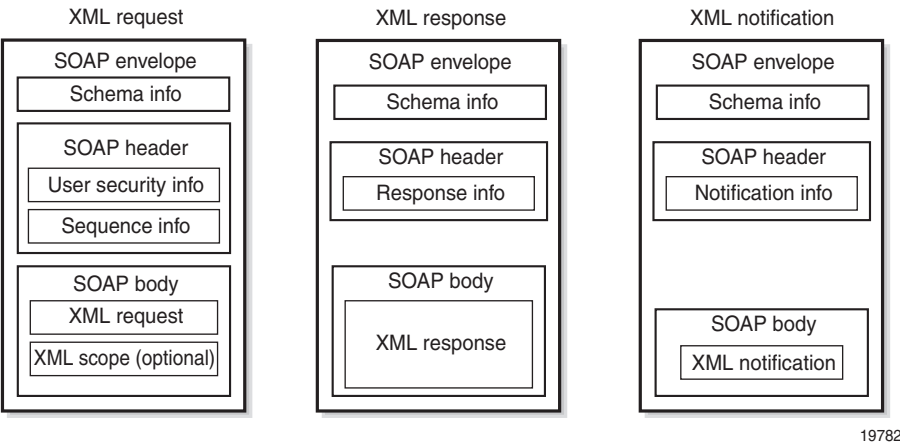 XML request
SOAP envelope
Schema info
SOAP header
User security info
Sequence info
SOAP body
XML request
XML scope (optional)
XML response
SOAP envelope
Schema info
SOAP header
Response info
SOAP body
XML response
XML notification
SOAP envelope
Schema info
SOAP header
Notification info
SOAP body
XML notification
19782